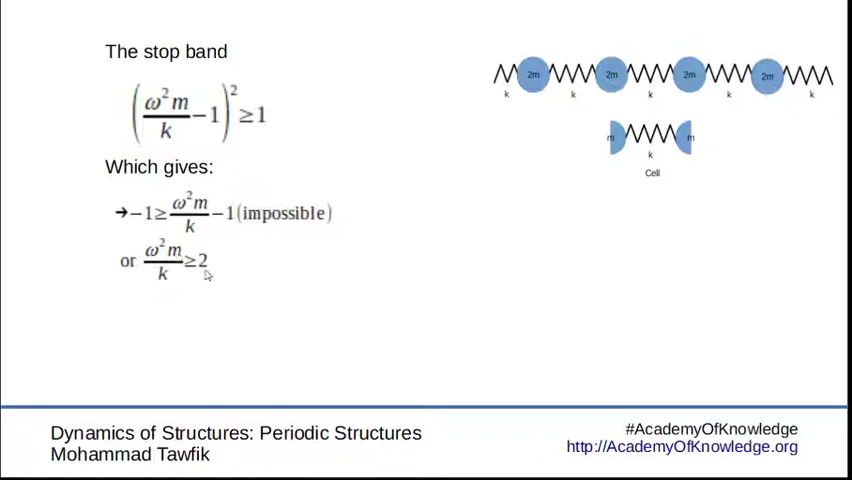 The stop band
(ω²m/k − 1)² ≥ 1
Which gives:
→ −1 ≥ ω²m/k − 1 (impossible)
or ω²m/k ≥ 2
2m 2m 2m 2m
k k k k k
m m
k
Cell
Dynamics of Structures: Periodic Structures
Mohammad Tawfik
#AcademyOfKnowledge
http://AcademyOfKnowledge.org